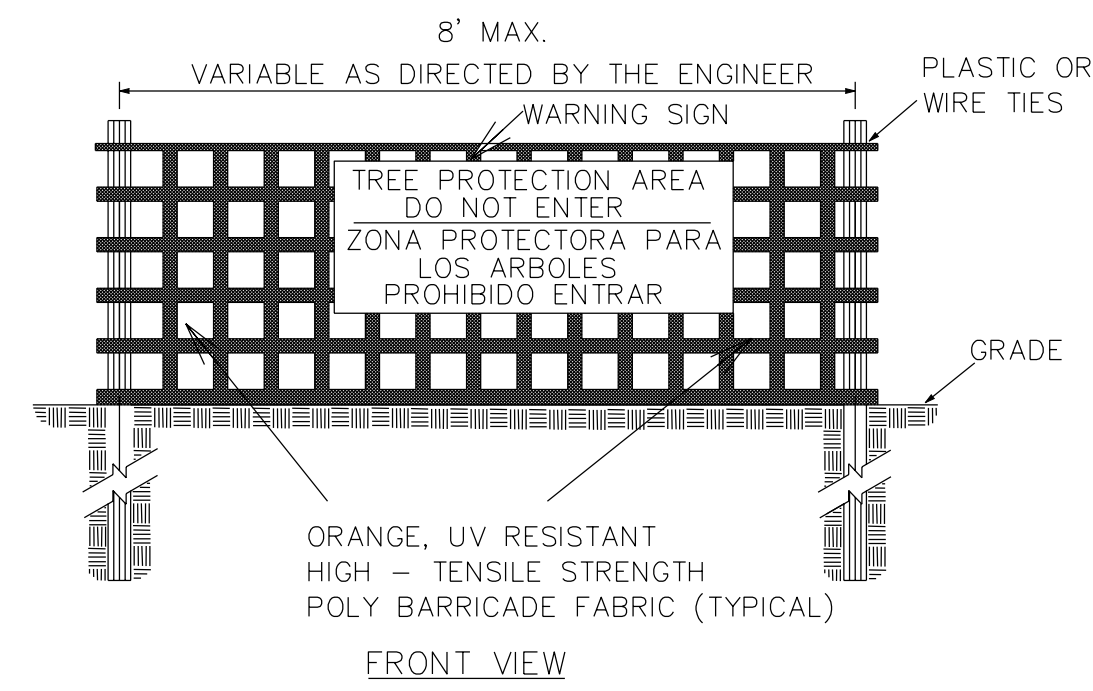 8' MAX.
VARIABLE AS DIRECTED BY THE ENGINEER
PLASTIC OR
WIRE TIES
WARNING SIGN
TREE PROTECTION AREA
DO NOT ENTER
ZONA PROTECTORA PARA
LOS ARBOLES
PROHIBIDO ENTRAR
GRADE
ORANGE, UV RESISTANT
HIGH – TENSILE STRENGTH
POLY BARRICADE FABRIC (TYPICAL)
FRONT VIEW